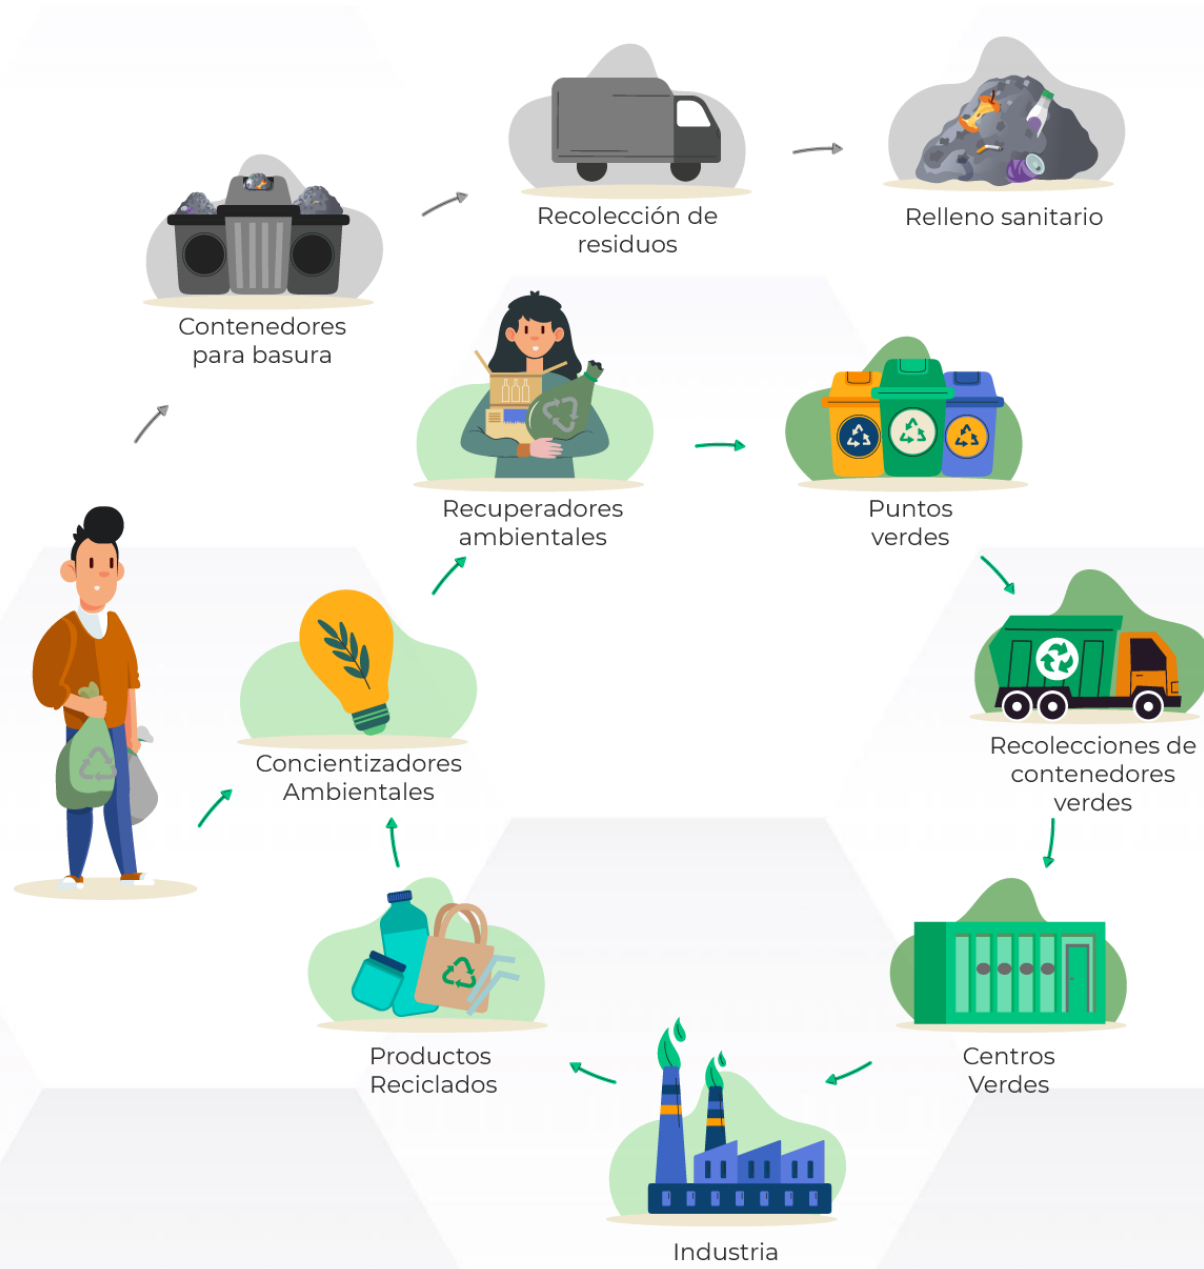 Recolección de
residuos
Relleno sanitario
Contenedores
para basura
Recuperadores
ambientales
Puntos
verdes
Concientizadores
Ambientales
Recolecciones de
contenedores
verdes
Productos
Reciclados
Centros
Verdes
Industria